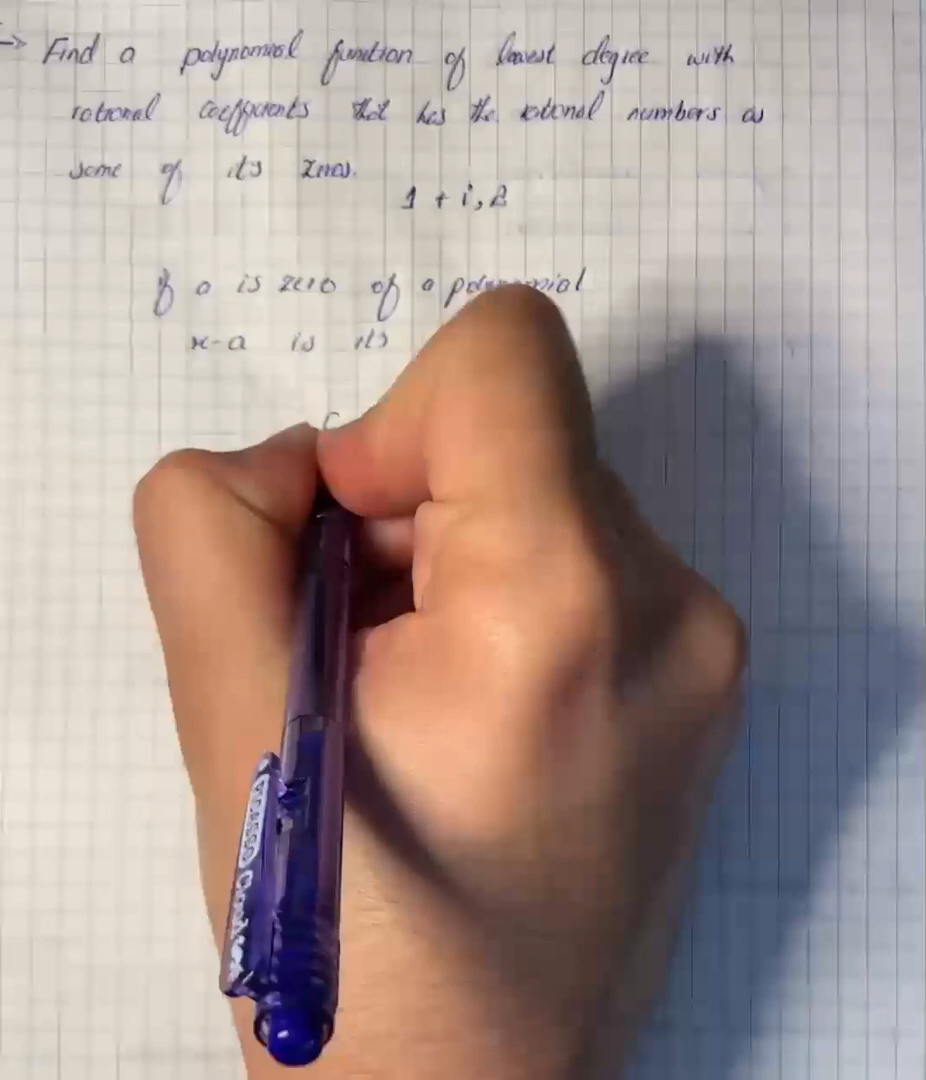 → Find a polynomial function of lowest degree with
rational coefficients that has the rational numbers as
some of its zeros.
1 + i, 2
If a is zero of a polynomial
x-a is its